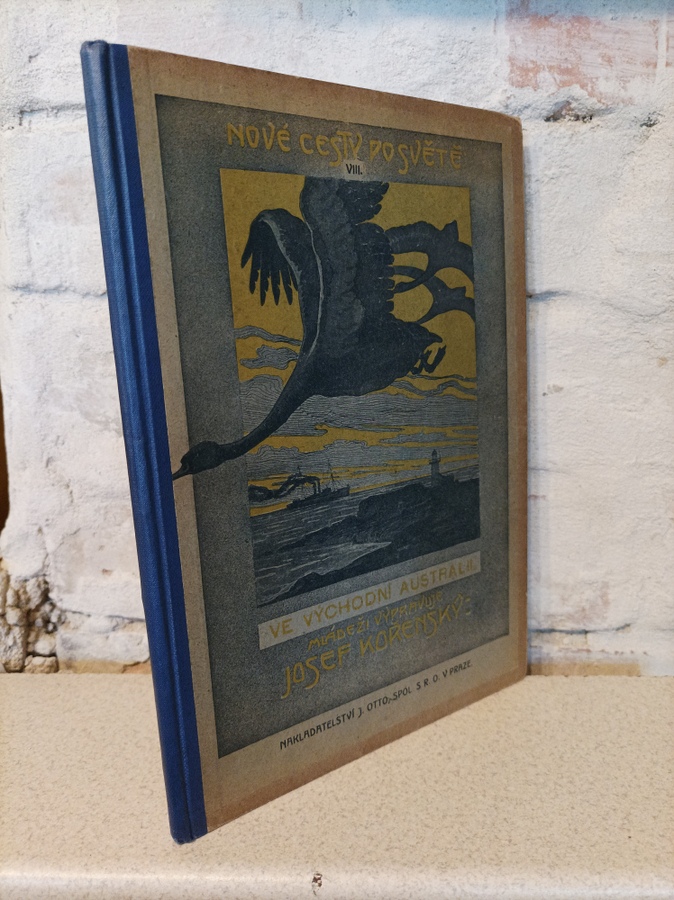 NOVÉ CESTY PO SVĚTĚ
VIII.
VE VÝCHODNÍ AUSTRALII.
MLÁDEŽI VYPRAVUJE
JOSEF KOŘENSKÝ
NAKLADATELSTVÍ J. OTTO, SPOL. S R. O. V PRAZE.